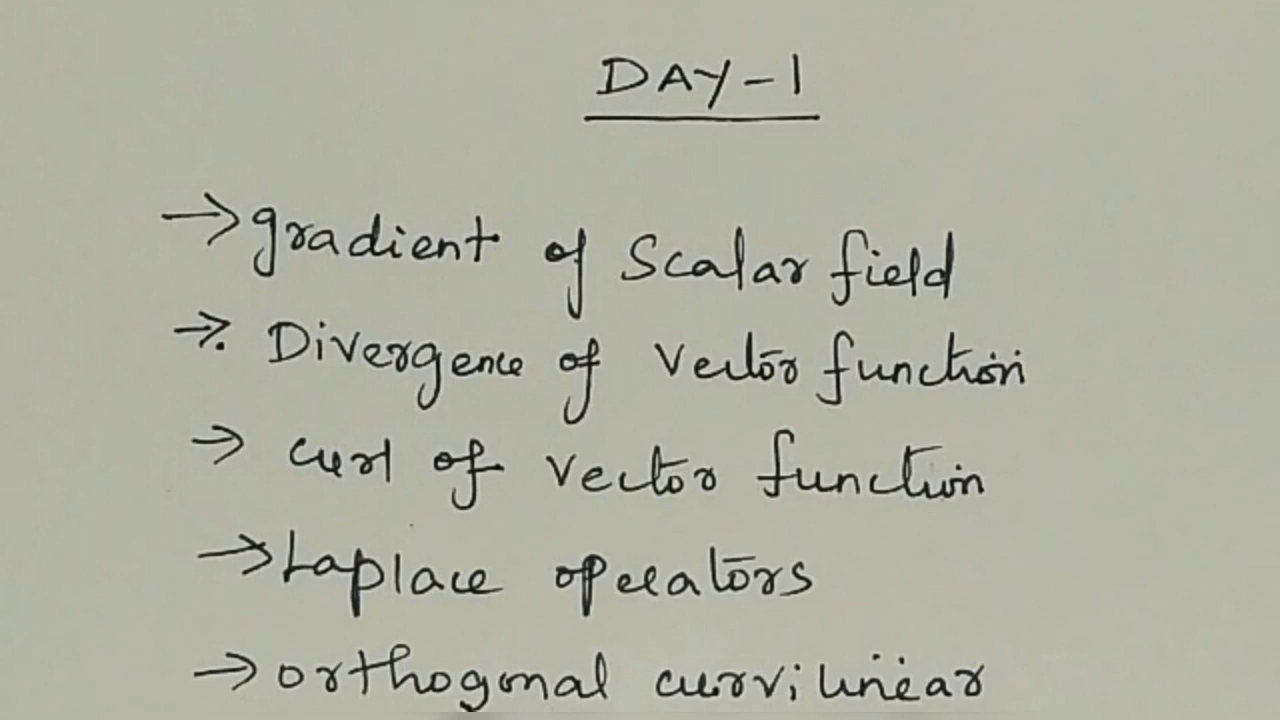 DAY-1
→ gradient of Scalar field
→ Divergence of Vector function
→ curl of vector function
→ Laplace operators
→ orthogonal curvilinear